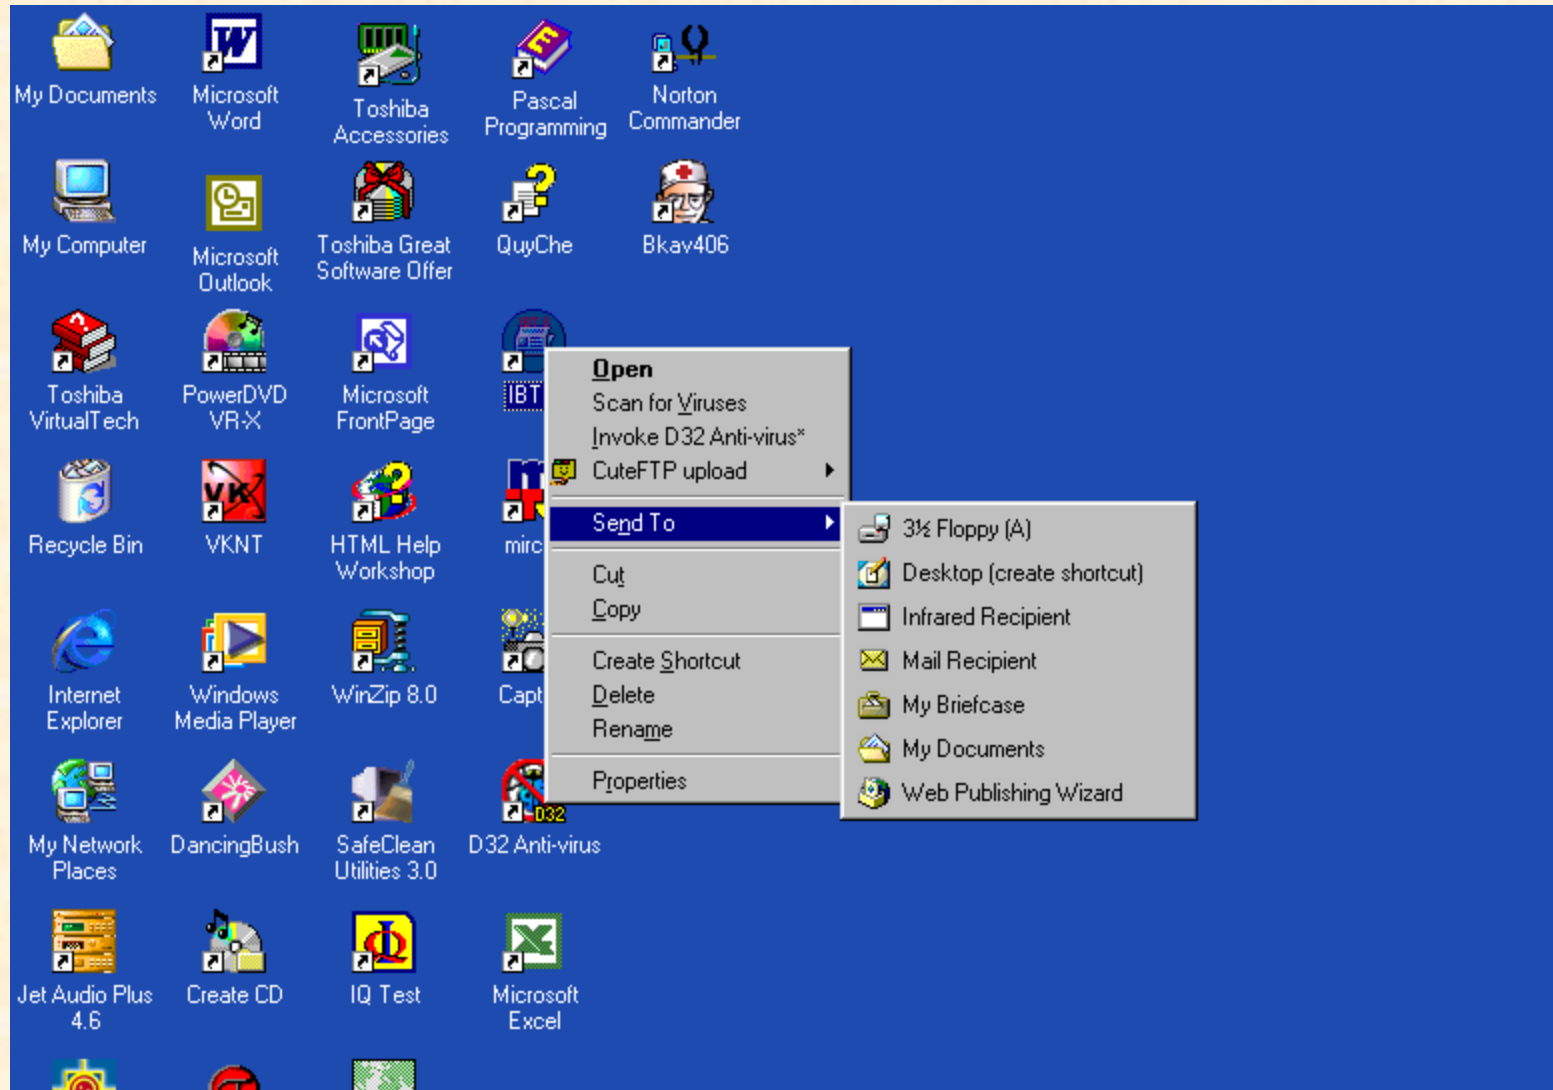 My Documents
Microsoft
Word
Toshiba
Accessories
Pascal
Programming
Norton
Commander
My Computer
Microsoft
Outlook
Toshiba Great
Software Offer
QuyChe
Bkav406
Toshiba
VirtualTech
PowerDVD
VR-X
Microsoft
FrontPage
IBT
Recycle Bin
VKNT
HTML Help
Workshop
mirc
Internet
Explorer
Windows
Media Player
WinZip 8.0
Capt
My Network
Places
DancingBush
SafeClean
Utilities 3.0
D32
D32 Anti-virus
Jet Audio Plus
4.6
Create CD
IQ Test
Microsoft
Excel
Open
Scan for Viruses
Invoke D32 Anti-virus*
CuteFTP upload
Send To
Cut
Copy
Create Shortcut
Delete
Rename
Properties
3½ Floppy (A)
Desktop (create shortcut)
Infrared Recipient
Mail Recipient
My Briefcase
My Documents
Web Publishing Wizard